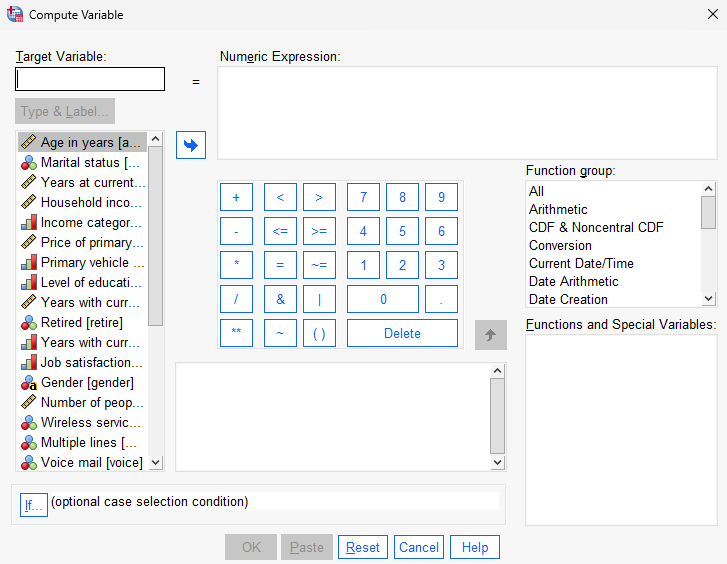 Compute Variable
Target Variable:
=
Numeric Expression:
Type & Label...
Age in years [a...
Marital status [...
Years at current...
Household inco...
Income categor...
Price of primary...
Primary vehicle ...
Level of educati...
Years with curr...
Retired [retire]
Years with curr...
Job satisfaction...
Gender [gender]
Number of peop...
Wireless servic...
Multiple lines [...
Voice mail [voice]
+ < > 7 8 9
- <= >= 4 5 6
* = ~= 1 2 3
/ & | 0 .
** ~ ( ) Delete
Function group:
All
Arithmetic
CDF & Noncentral CDF
Conversion
Current Date/Time
Date Arithmetic
Date Creation
Functions and Special Variables:
If... (optional case selection condition)
OK Paste Reset Cancel Help